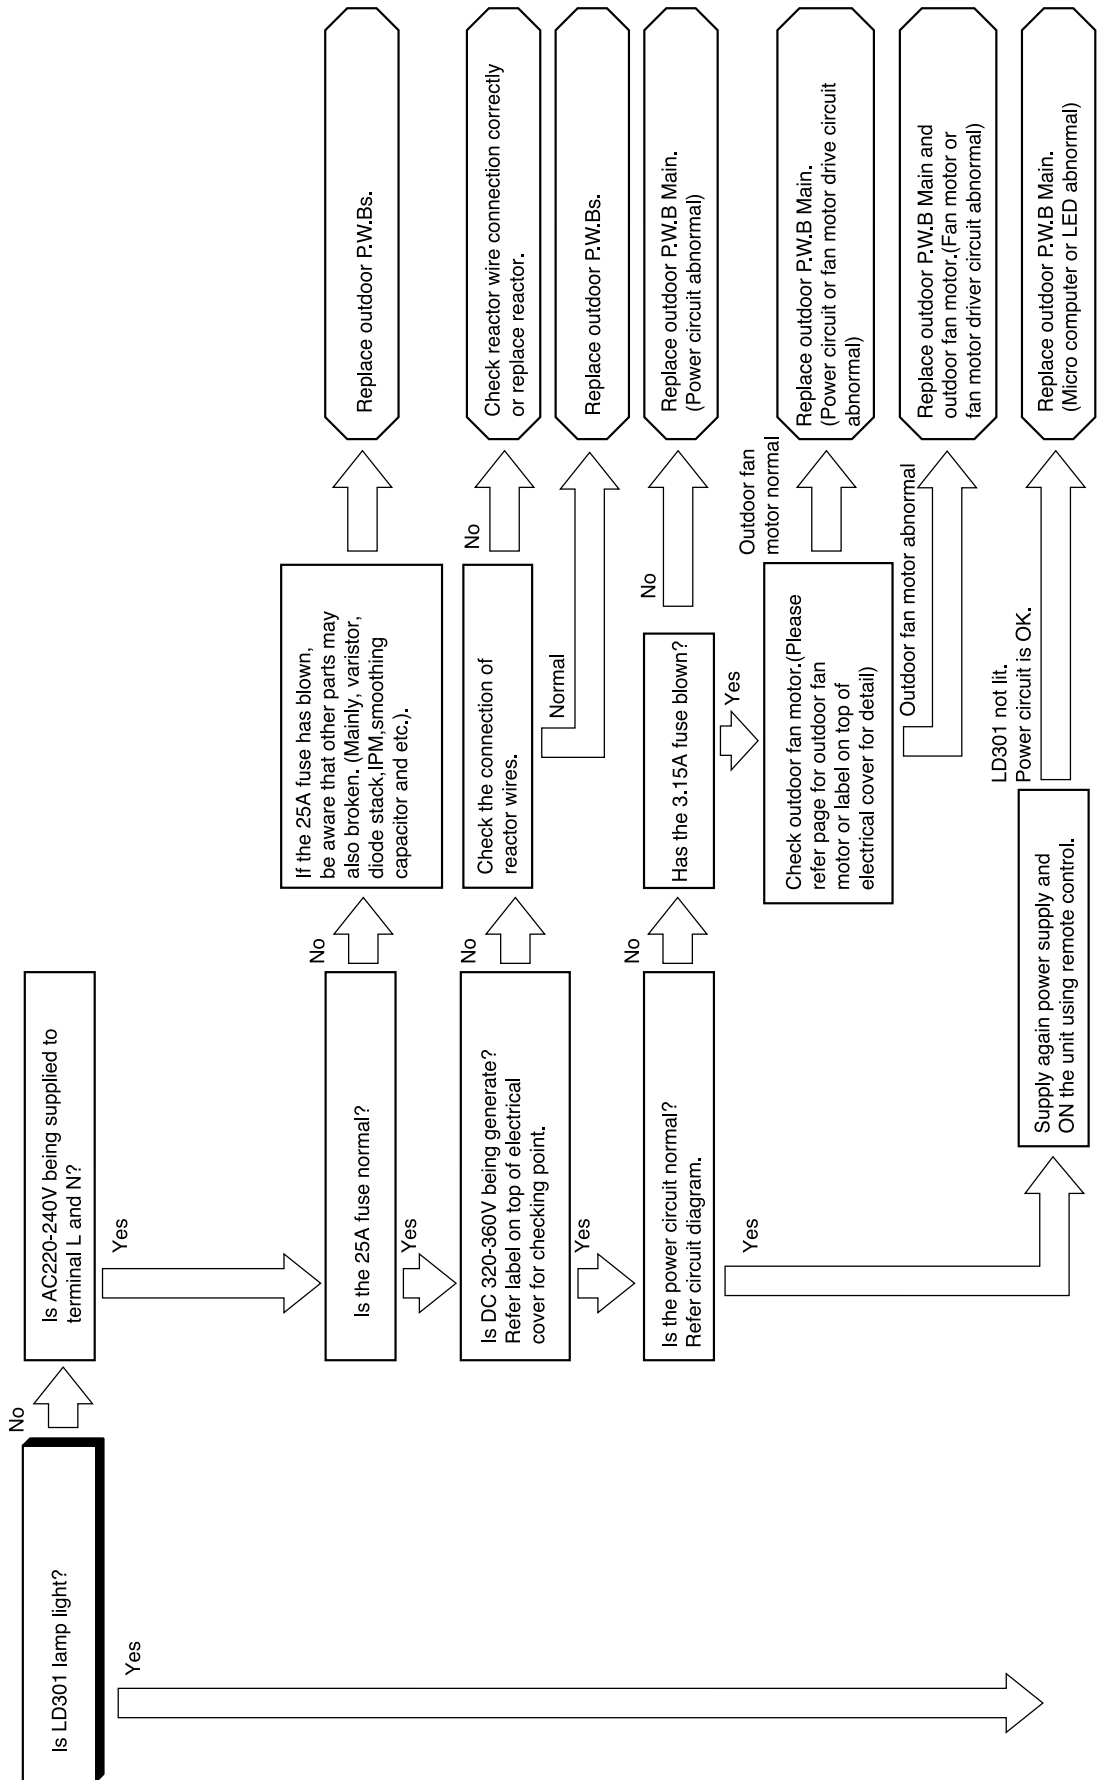 Is LD301 lamp light?
No
Yes
Is AC220-240V being supplied to
terminal L and N?
Yes
Is the 25A fuse normal?
No
If the 25A fuse has blown,
be aware that other parts may
also broken. (Mainly, varistor,
diode stack,IPM,smoothing
capacitor and etc.).
Replace outdoor P.W.Bs.
Yes
Is DC 320-360V being generate?
Refer label on top of electrical
cover for checking point.
No
Check the connection of
reactor wires.
No
Check reactor wire connection correctly
or replace reactor.
Normal
Replace outdoor P.W.Bs.
Yes
Is the power circuit normal?
Refer circuit diagram.
No
Has the 3.15A fuse blown?
No
Replace outdoor P.W.B Main.
(Power circuit abnormal)
Yes
Check outdoor fan motor.(Please
refer page for outdoor fan
motor or label on top of
electrical cover for detail)
Outdoor fan
motor normal
Replace outdoor P.W.B Main.
(Power circuit or fan motor drive circuit
abnormal)
Outdoor fan motor abnormal
Replace outdoor P.W.B Main and
outdoor fan motor.(Fan motor or
fan motor driver circuit abnormal)
Yes
Supply again power supply and
ON the unit using remote control.
LD301 not lit.
Power circuit is OK.
Replace outdoor P.W.B Main.
(Micro computer or LED abnormal)